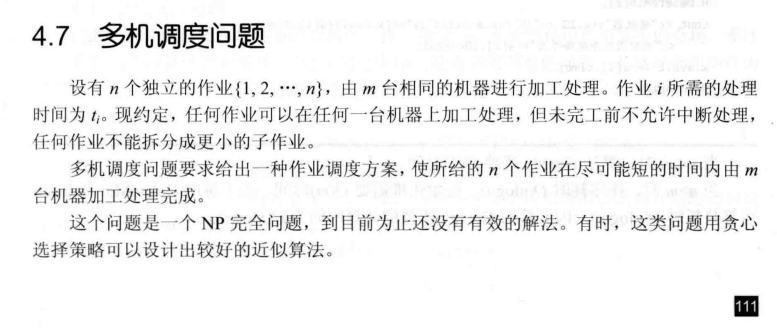 4.7 多机调度问题
设有 n 个独立的作业{1, 2, …, n}，由 m 台相同的机器进行加工处理。作业 i 所需的处理
时间为 tᵢ。现约定，任何作业可以在任何一台机器上加工处理，但未完工前不允许中断处理，
任何作业不能拆分成更小的子作业。
多机调度问题要求给出一种作业调度方案，使所给的 n 个作业在尽可能短的时间内由 m
台机器加工处理完成。
这个问题是一个 NP 完全问题，到目前为止还没有有效的解法。有时，这类问题用贪心
选择策略可以设计出较好的近似算法。
111